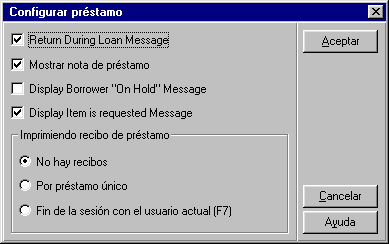 Configurar préstamo
Return During Loan Message
Aceptar
Mostrar nota de préstamo
Display Borrower "On Hold" Message
Display Item is requested Message
Imprimiendo recibo de préstamo
No hay recibos
Por préstamo único
Cancelar
Fin de la sesión con el usuario actual (F7)
Ayuda